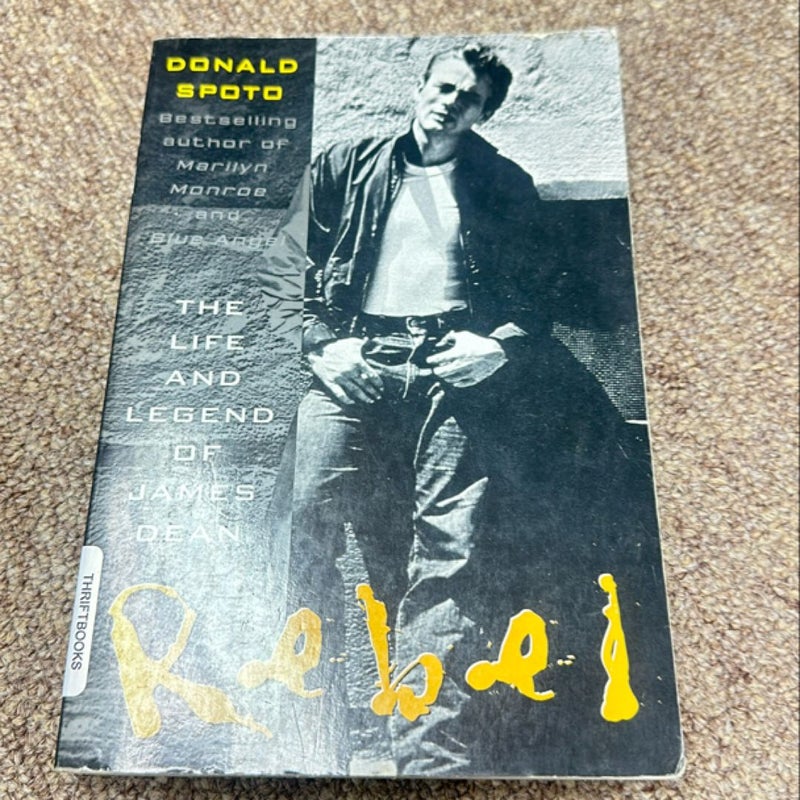 DONALD
SPOTO
Bestselling
author of
Marilyn
Monroe
and
Blue Angel
THE
LIFE
AND
LEGEND
OF
JAMES
DEAN
Rebel
THRIFTBOOKS